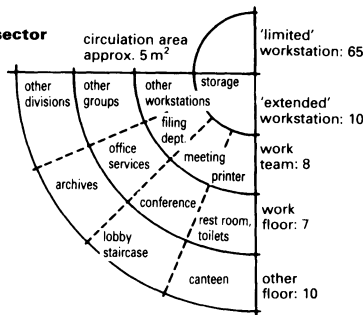 sector
circulation area
approx. 5 m²
'limited'
workstation: 65
storage
other
divisions
other
groups
other
workstations
'extended'
workstation: 10
filing
dept.
office
services
meeting
printer
work
team: 8
archives
conference
rest room,
toilets
work
floor: 7
lobby
staircase
canteen
other
floor: 10